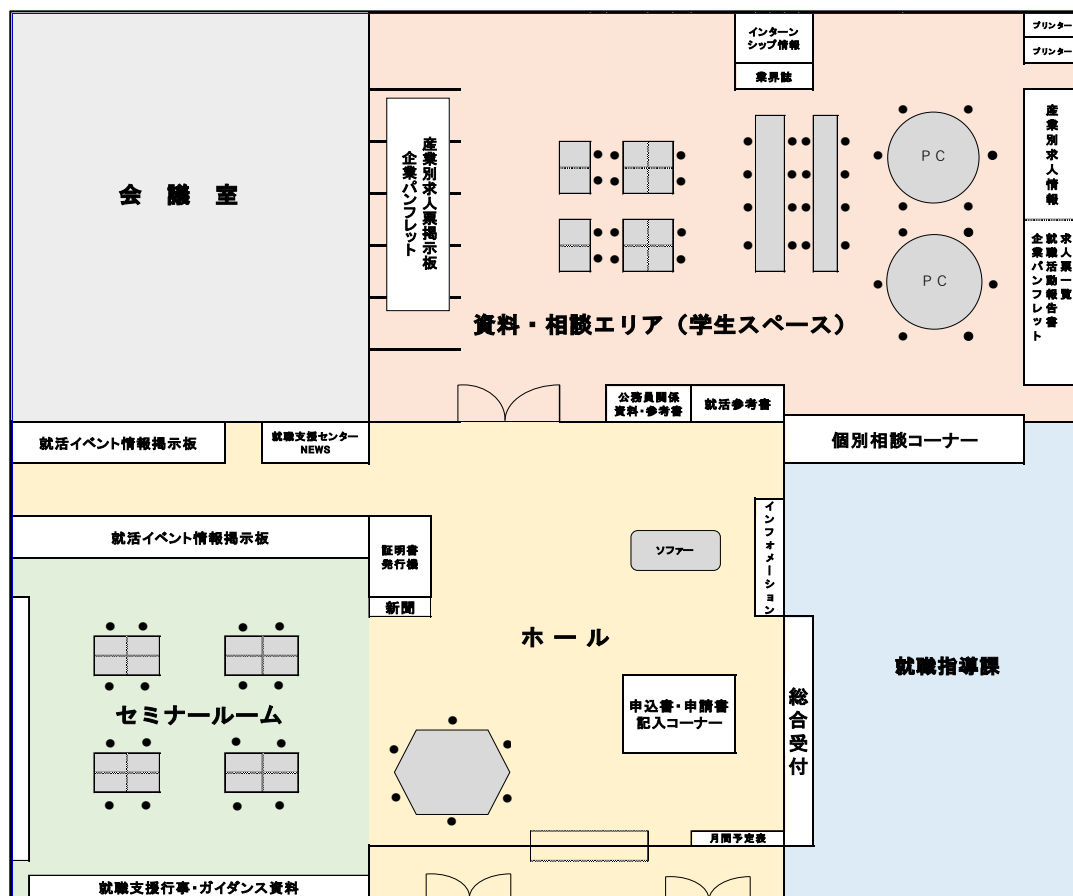 インターン
シップ情報
業界誌
プリンター
プリンター
産業別求人票掲示板
企業パンフレット
会議室
PC
産業別求人情報
PC
求人票一覧
就職活動報告書
企業パンフレット
資料・相談エリア（学生スペース）
公務員関係
資料・参考書
就活参考書
就活イベント情報掲示板
就職支援センター
NEWS
個別相談コーナー
就活イベント情報掲示板
証明書
発行機
新聞
ソファー
インフォメーション
ホール
就職指導課
セミナールーム
申込書・申請書
記入コーナー
総合受付
月間予定表
就職支援行事・ガイダンス資料